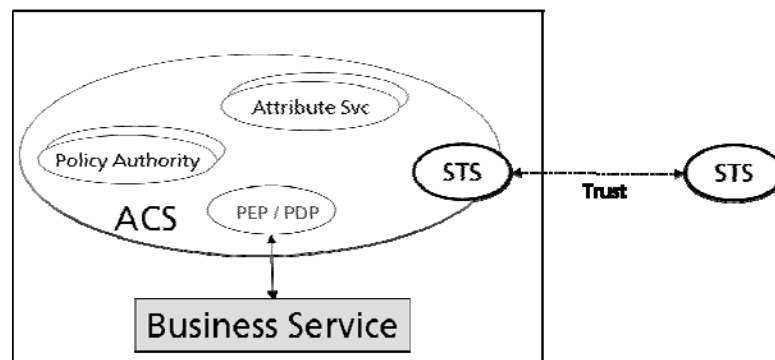 Attribute Svc
Policy Authority
STS
STS
Trust
ACS
PEP / PDP
Business Service